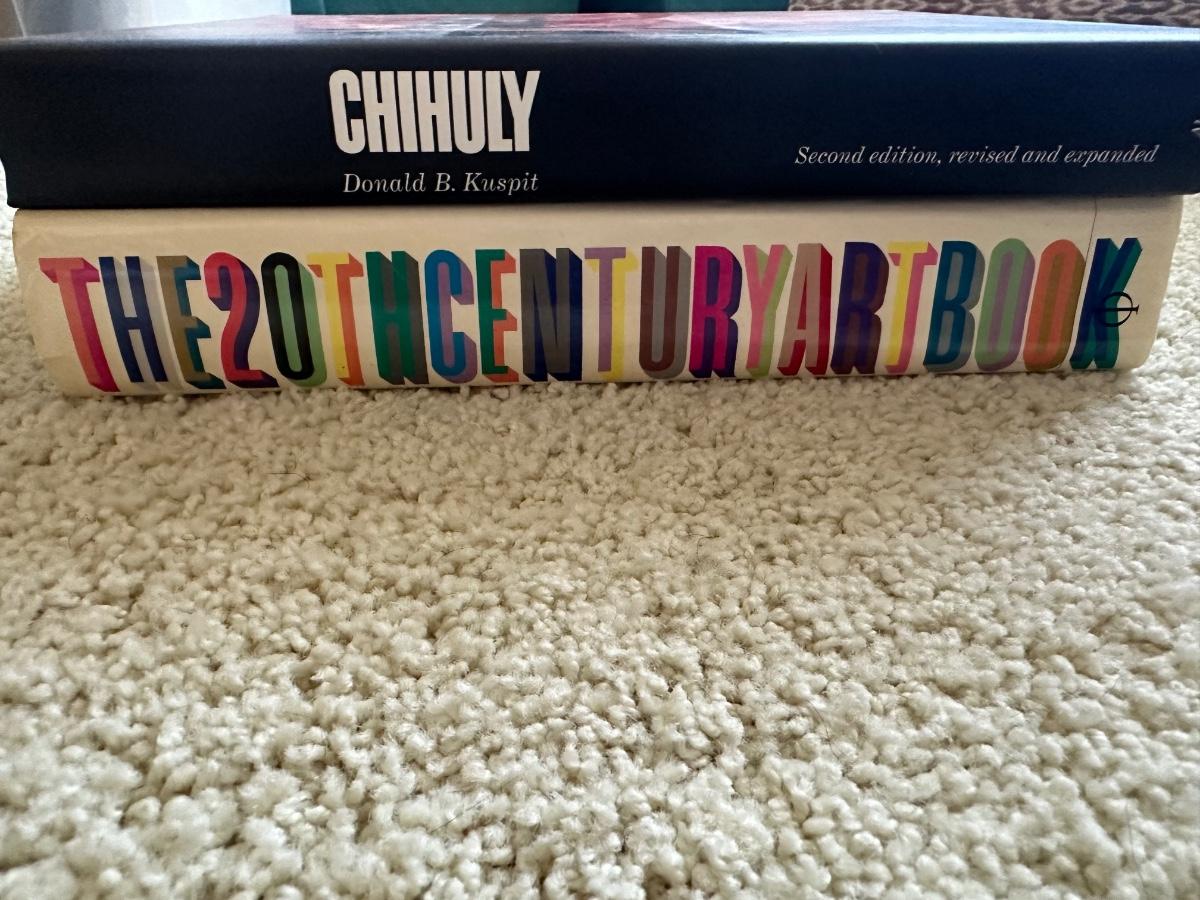 CHIHULY
Donald B. Kuspit
Second edition, revised and expanded
THE20THCENTURYARTBOOK